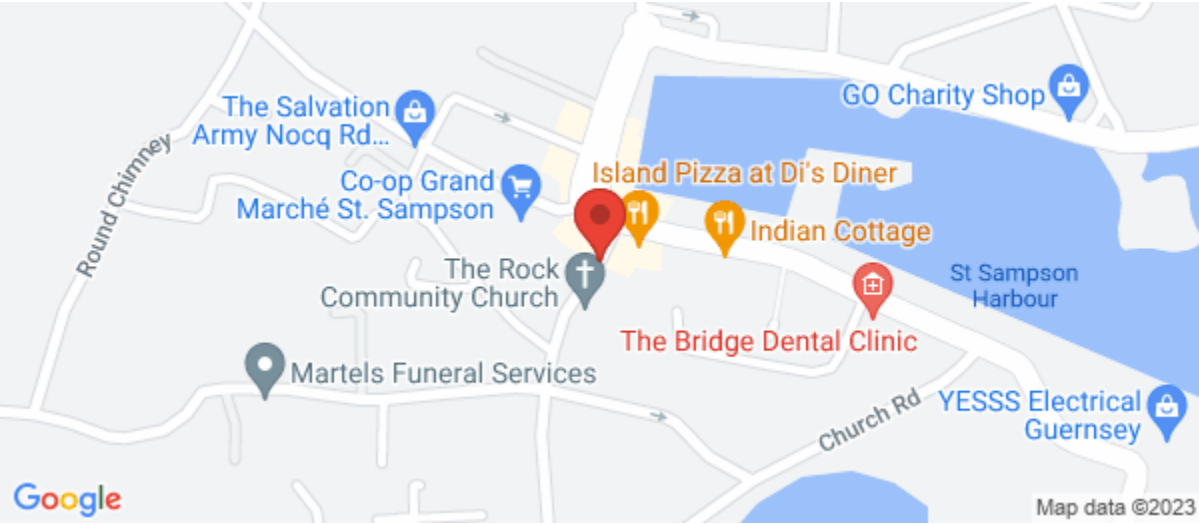 The Salvation
Army Nocq Rd...
GO Charity Shop
Round Chimney
Island Pizza at Di's Diner
Co-op Grand
Marché St. Sampson
Indian Cottage
The Rock
Community Church
St Sampson
Harbour
The Bridge Dental Clinic
Martels Funeral Services
Church Rd
YESSS Electrical
Guernsey
Google
Map data ©2023